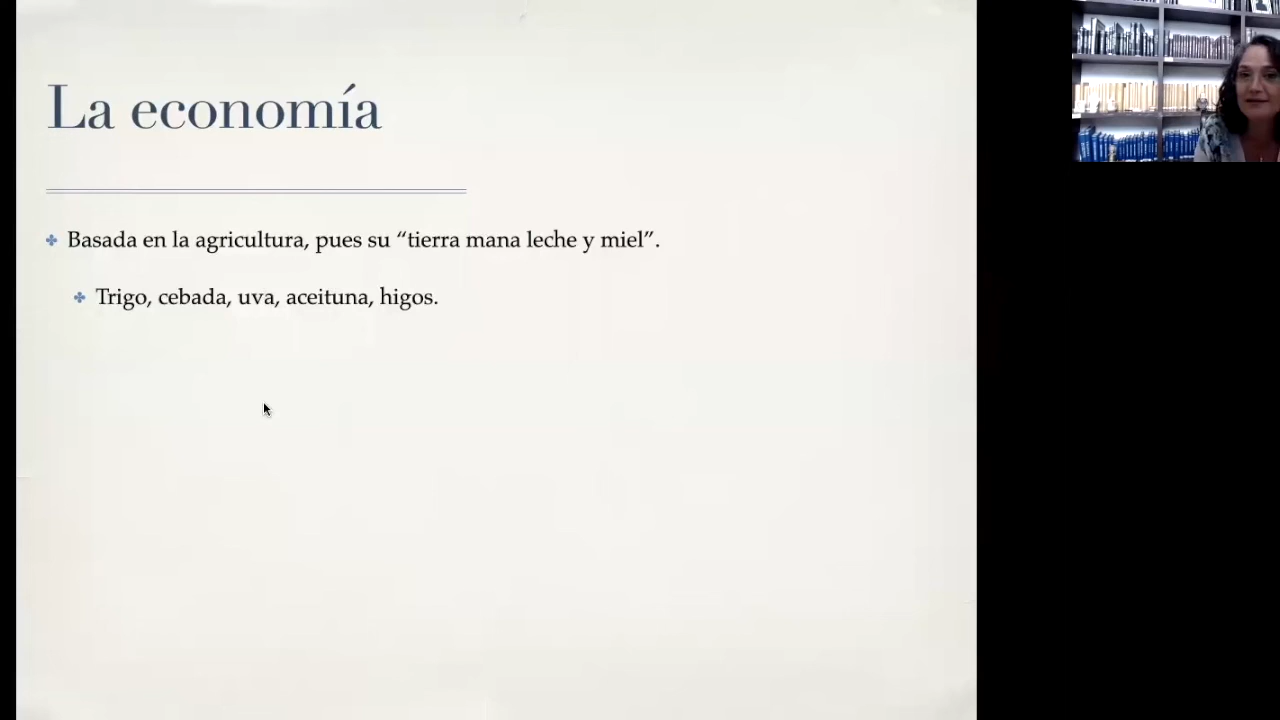 La economía
Basada en la agricultura, pues su “tierra mana leche y miel”.
Trigo, cebada, uva, aceituna, higos.